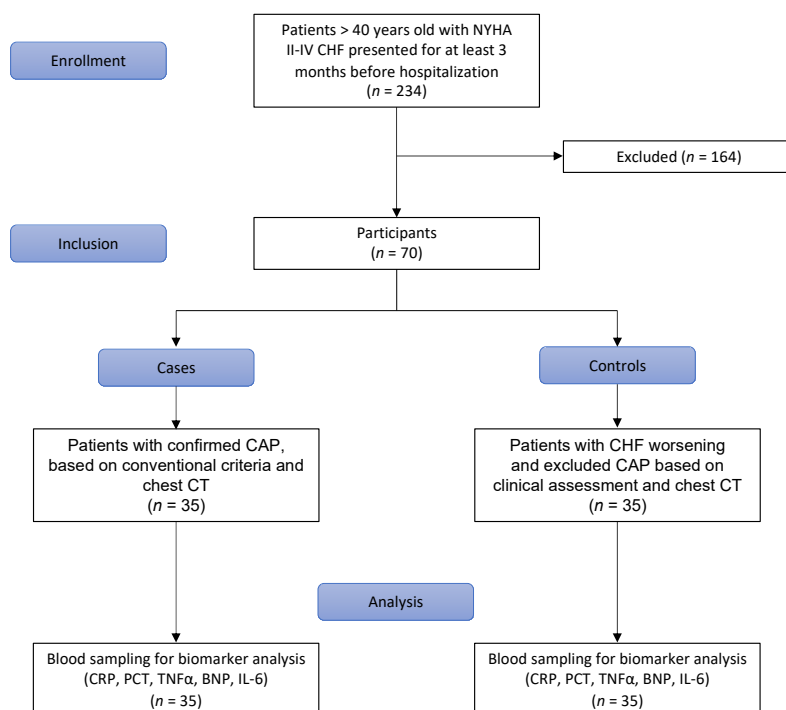 Enrollment
Patients > 40 years old with NYHA
II-IV CHF presented for at least 3
months before hospitalization
(n = 234)
Excluded (n = 164)
Inclusion
Participants
(n = 70)
Cases
Controls
Patients with confirmed CAP,
based on conventional criteria and
chest CT
(n = 35)
Patients with CHF worsening
and excluded CAP based on
clinical assessment and chest CT
(n = 35)
Analysis
Blood sampling for biomarker analysis
(CRP, PCT, TNFα, BNP, IL-6)
(n = 35)
Blood sampling for biomarker analysis
(CRP, PCT, TNFα, BNP, IL-6)
(n = 35)